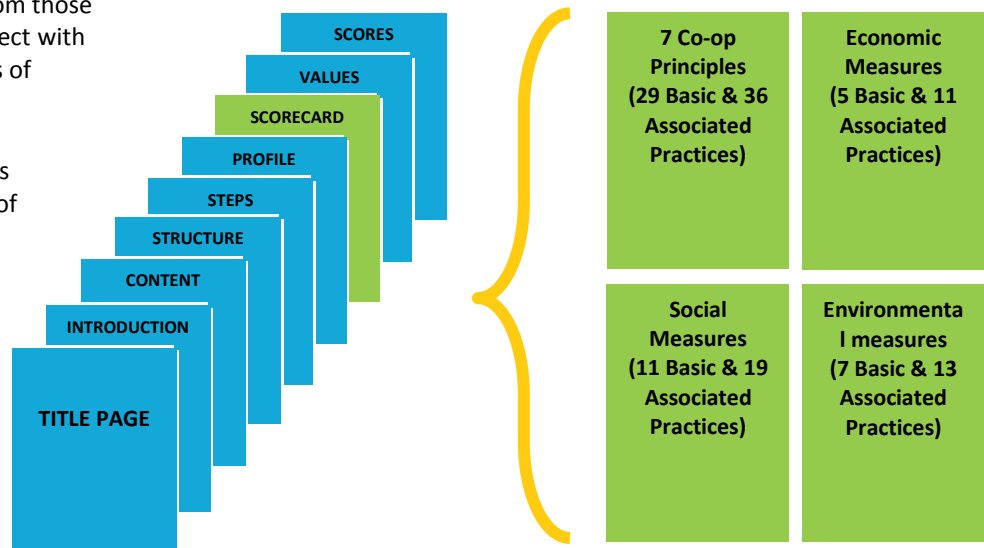 om those
ect with
s of
s
of
SCORES
VALUES
SCORECARD
PROFILE
STEPS
STRUCTURE
CONTENT
INTRODUCTION
TITLE PAGE
7 Co-op
Principles
(29 Basic & 36
Associated
Practices)
Economic
Measures
(5 Basic & 11
Associated
Practices)
Social
Measures
(11 Basic & 19
Associated
Practices)
Environmenta
l measures
(7 Basic & 13
Associated
Practices)